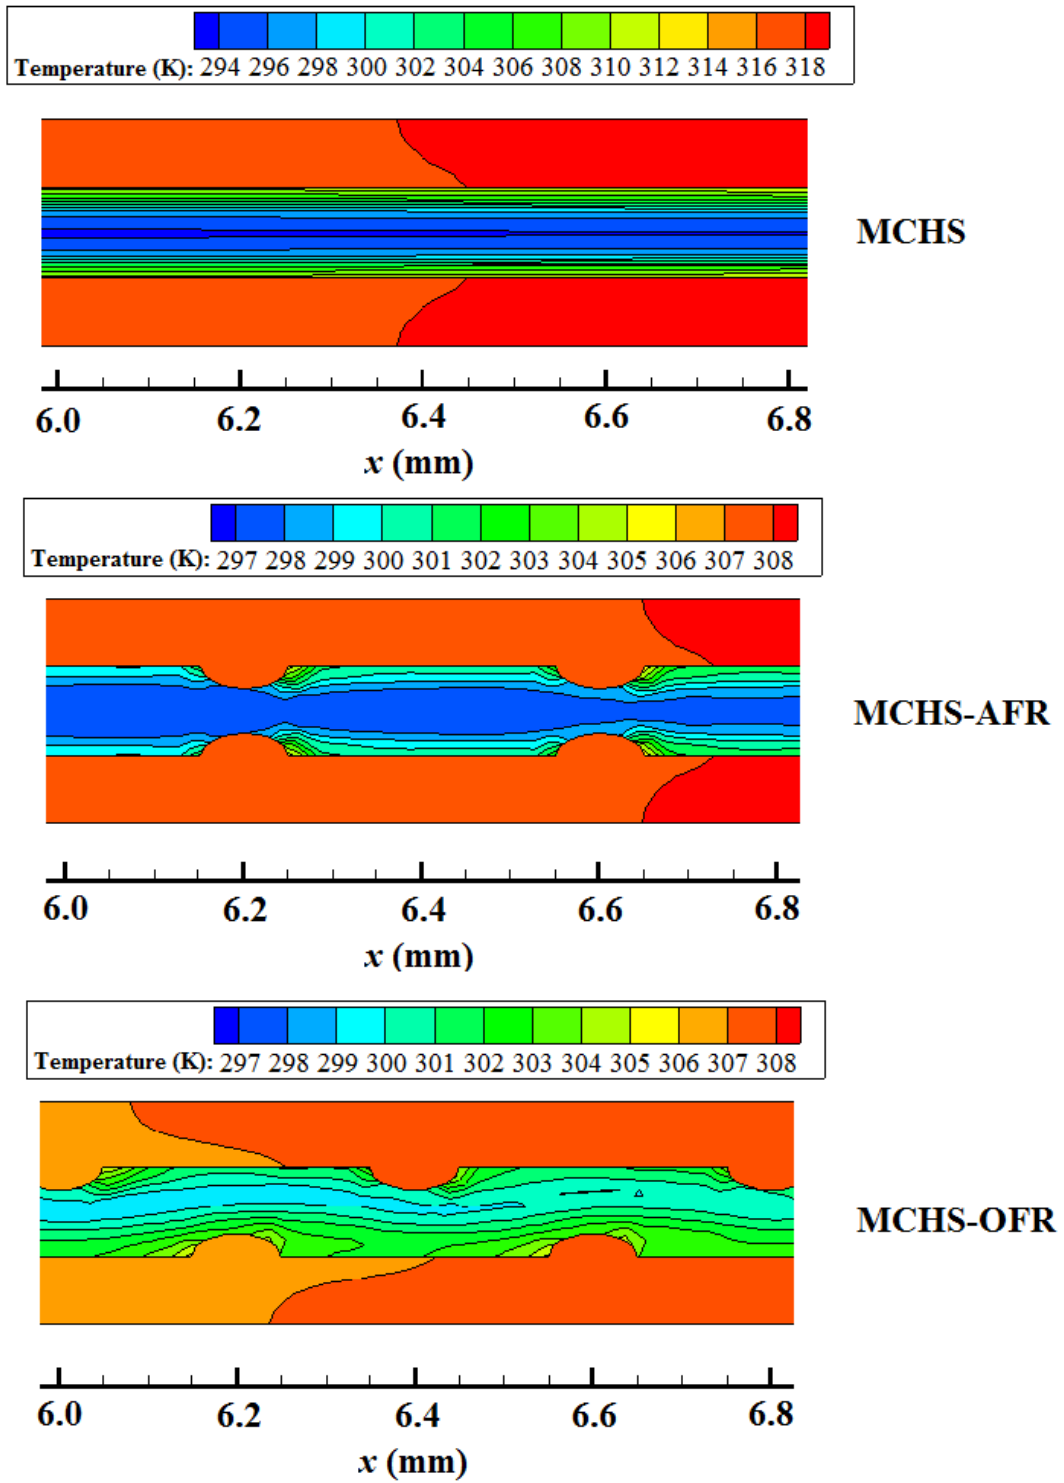 Temperature (K): 294 296 298 300 302 304 306 308 310 312 314 316 318
MCHS
6.0 6.2 6.4 6.6 6.8
x (mm)
Temperature (K): 297 298 299 300 301 302 303 304 305 306 307 308
MCHS-AFR
6.0 6.2 6.4 6.6 6.8
x (mm)
Temperature (K): 297 298 299 300 301 302 303 304 305 306 307 308
MCHS-OFR
6.0 6.2 6.4 6.6 6.8
x (mm)